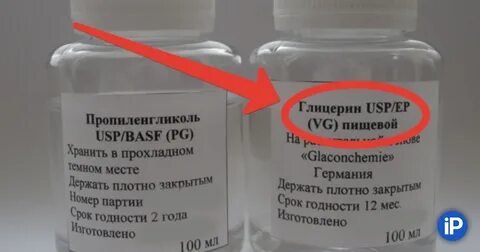 Пропиленгликоль
USP/BASF (PG)
Хранить в прохладном
темном месте
Держать плотно закрытым
Номер партии
Срок годности 2 года
Изготовлено
100 мл
Глицерин USP/EP
(VG) пищевой
На основе
«Glaconchemie»
Германия
Держать плотно закрытым
Срок годности 12 мес.
Изготовлено
100 мл
iP